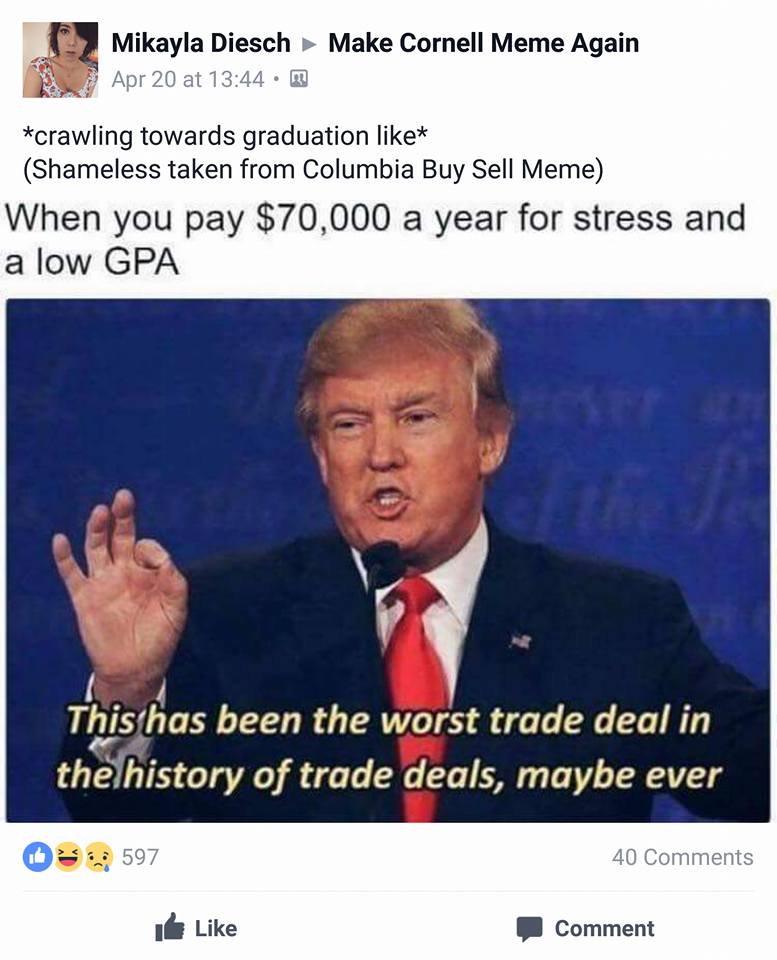 Mikayla Diesch ▶ Make Cornell Meme Again
Apr 20 at 13:44 •
*crawling towards graduation like*
(Shameless taken from Columbia Buy Sell Meme)
When you pay $70,000 a year for stress and
a low GPA
This has been the worst trade deal in
the history of trade deals, maybe ever
597
40 Comments
Like
Comment